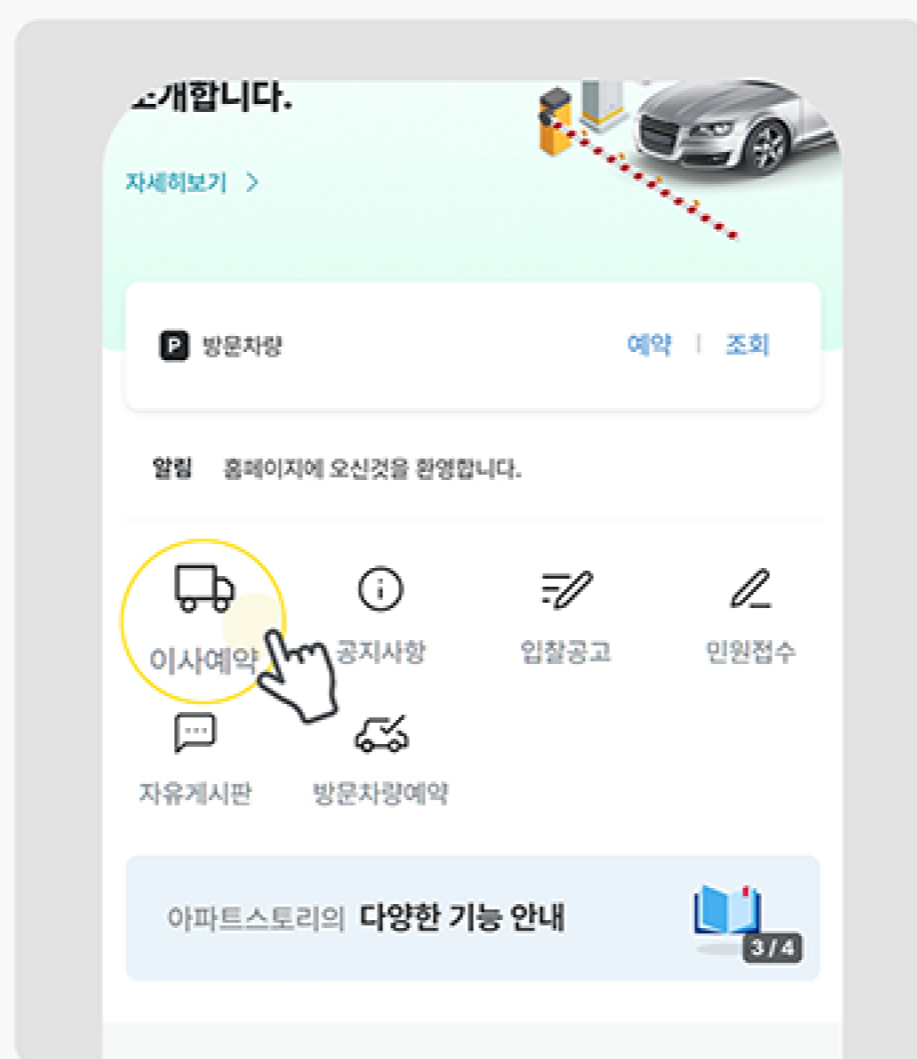 소개합니다.
자세히보기 >
P 방문차량 예약 | 조회
알림 홈페이지에 오신것을 환영합니다.
이사예약 공지사항 입찰공고 민원접수
자유게시판 방문차량예약
아파트스토리의 다양한 기능 안내
3/4